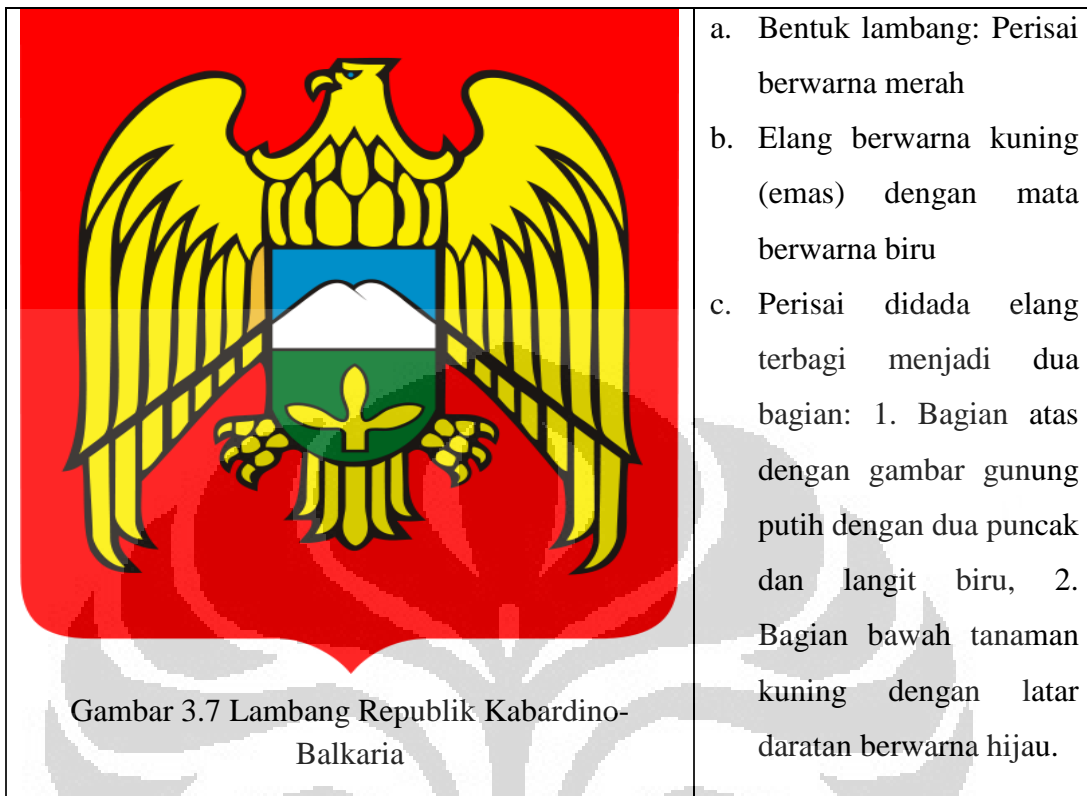 Gambar 3.7 Lambang Republik Kabardino-
Balkaria
a. Bentuk lambang: Perisai
berwarna merah
b. Elang berwarna kuning
(emas) dengan mata
berwarna biru
c. Perisai didada elang
terbagi menjadi dua
bagian: 1. Bagian atas
dengan gambar gunung
putih dengan dua puncak
dan langit biru, 2.
Bagian bawah tanaman
kuning dengan latar
daratan berwarna hijau.